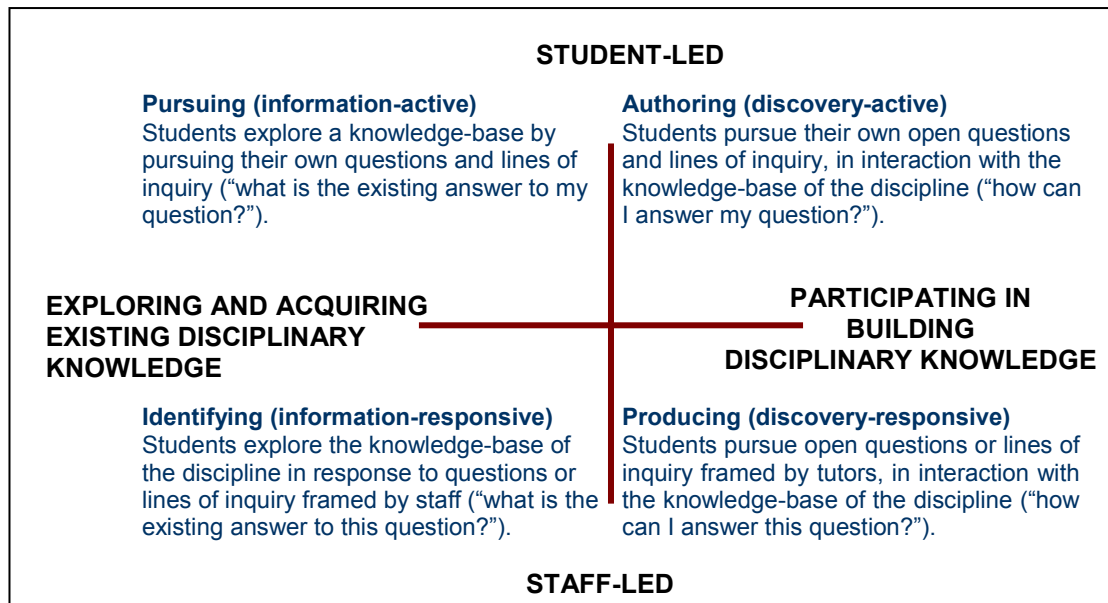 STUDENT-LED
Pursuing (information-active)
Students explore a knowledge-base by
pursuing their own questions and lines of
inquiry (“what is the existing answer to my
question?”).
Authoring (discovery-active)
Students pursue their own open questions
and lines of inquiry, in interaction with the
knowledge-base of the discipline (“how can
I answer my question?”).
EXPLORING AND ACQUIRING
EXISTING DISCIPLINARY
KNOWLEDGE
PARTICIPATING IN
BUILDING
DISCIPLINARY KNOWLEDGE
Identifying (information-responsive)
Students explore the knowledge-base of
the discipline in response to questions or
lines of inquiry framed by staff (“what is the
existing answer to this question?”).
Producing (discovery-responsive)
Students pursue open questions or lines of
inquiry framed by tutors, in interaction with
the knowledge-base of the discipline (“how
can I answer this question?”).
STAFF-LED